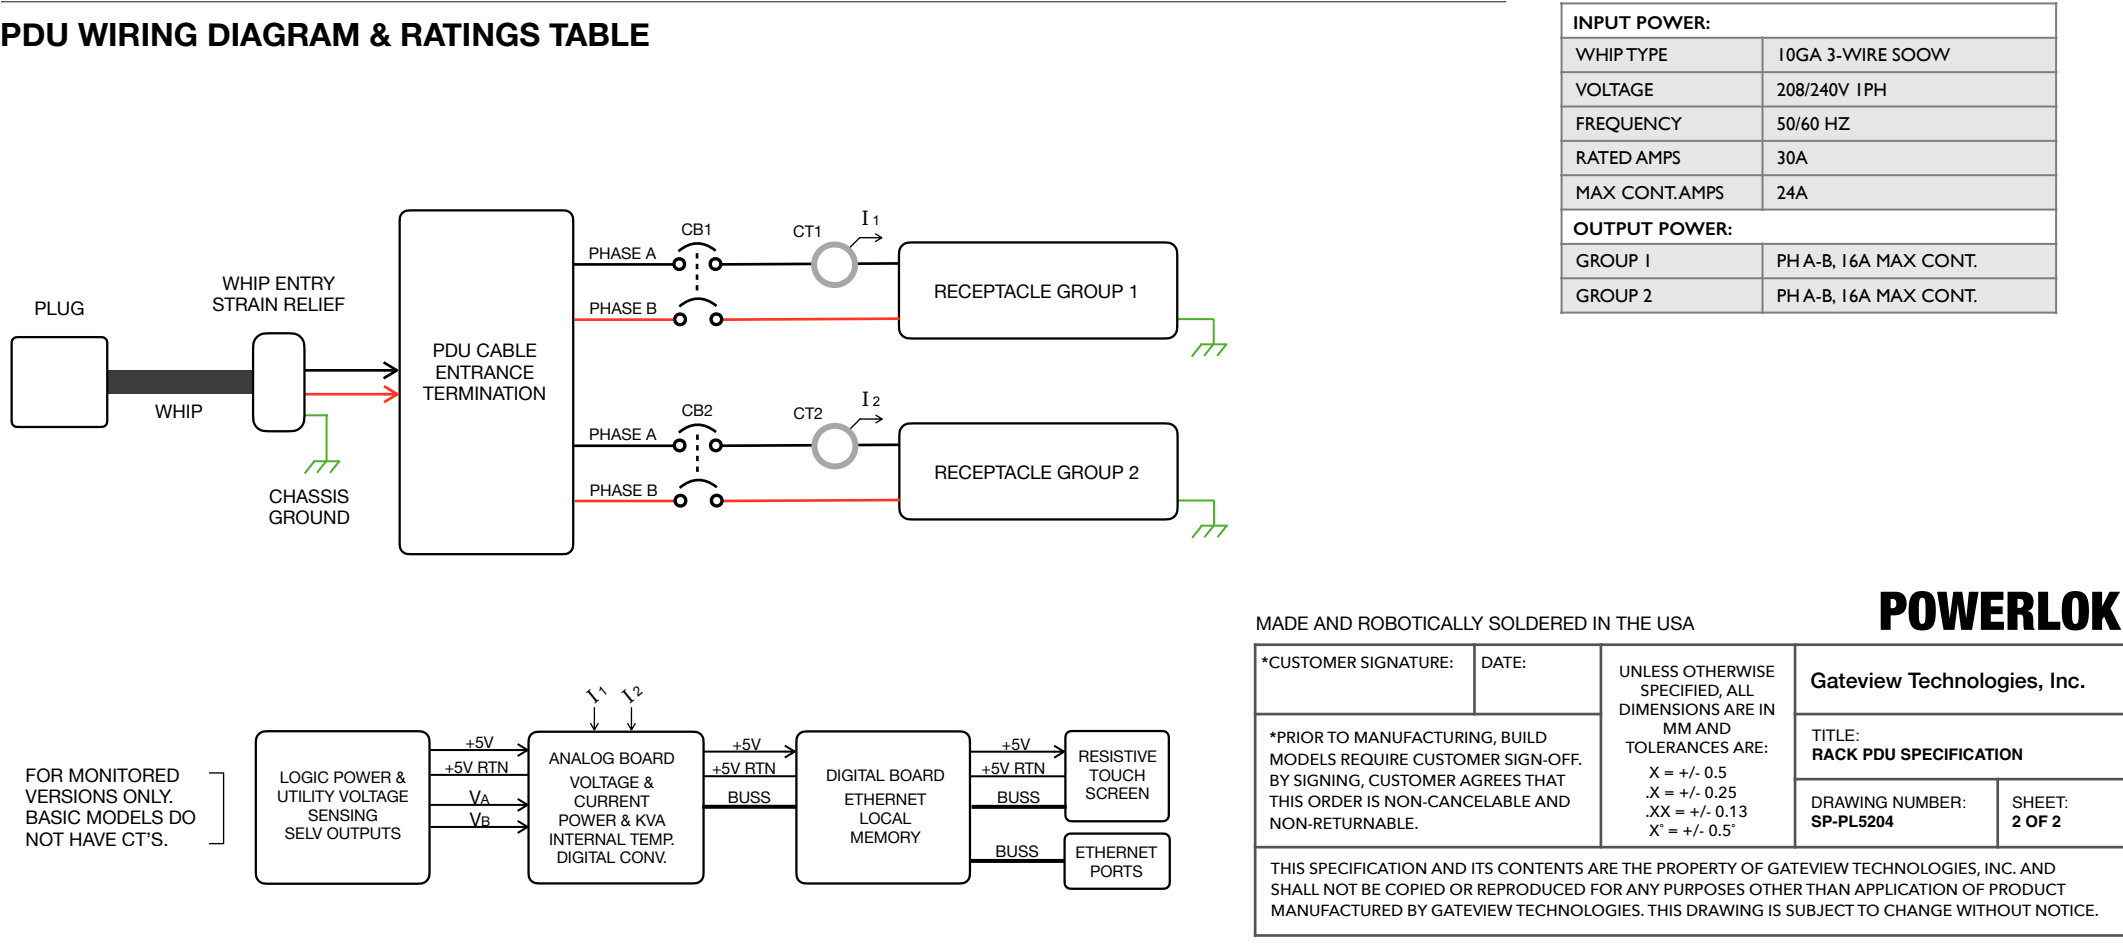 PDU WIRING DIAGRAM & RATINGS TABLE
INPUT POWER:
WHIP TYPE 10GA 3-WIRE SOOW
VOLTAGE 208/240V 1PH
FREQUENCY 50/60 HZ
RATED AMPS 30A
MAX CONT. AMPS 24A
OUTPUT POWER:
GROUP 1 PH A-B, 16A MAX CONT.
GROUP 2 PH A-B, 16A MAX CONT.
PLUG
WHIP
WHIP ENTRY
STRAIN RELIEF
CHASSIS
GROUND
PDU CABLE
ENTRANCE
TERMINATION
PHASE A
CB1
CT1
I 1
PHASE B
RECEPTACLE GROUP 1
PHASE A
CB2
CT2
I 2
PHASE B
RECEPTACLE GROUP 2
FOR MONITORED
VERSIONS ONLY.
BASIC MODELS DO
NOT HAVE CT'S.
LOGIC POWER &
UTILITY VOLTAGE
SENSING
SELV OUTPUTS
+5V
+5V RTN
VA
VB
I 1
I 2
ANALOG BOARD
VOLTAGE &
CURRENT
POWER & KVA
INTERNAL TEMP.
DIGITAL CONV.
+5V
+5V RTN
BUSS
DIGITAL BOARD
ETHERNET
LOCAL
MEMORY
+5V
+5V RTN
BUSS
BUSS
RESISTIVE
TOUCH
SCREEN
ETHERNET
PORTS
MADE AND ROBOTICALLY SOLDERED IN THE USA
POWERLOK
*CUSTOMER SIGNATURE:
DATE:
*PRIOR TO MANUFACTURING, BUILD
MODELS REQUIRE CUSTOMER SIGN-OFF.
BY SIGNING, CUSTOMER AGREES THAT
THIS ORDER IS NON-CANCELABLE AND
NON-RETURNABLE.
UNLESS OTHERWISE
SPECIFIED, ALL
DIMENSIONS ARE IN
MM AND
TOLERANCES ARE:
X = +/- 0.5
.X = +/- 0.25
.XX = +/- 0.13
X° = +/- 0.5°
Gateview Technologies, Inc.
TITLE:
RACK PDU SPECIFICATION
DRAWING NUMBER:
SP-PL5204
SHEET:
2 OF 2
THIS SPECIFICATION AND ITS CONTENTS ARE THE PROPERTY OF GATEVIEW TECHNOLOGIES, INC. AND
SHALL NOT BE COPIED OR REPRODUCED FOR ANY PURPOSES OTHER THAN APPLICATION OF PRODUCT
MANUFACTURED BY GATEVIEW TECHNOLOGIES. THIS DRAWING IS SUBJECT TO CHANGE WITHOUT NOTICE.